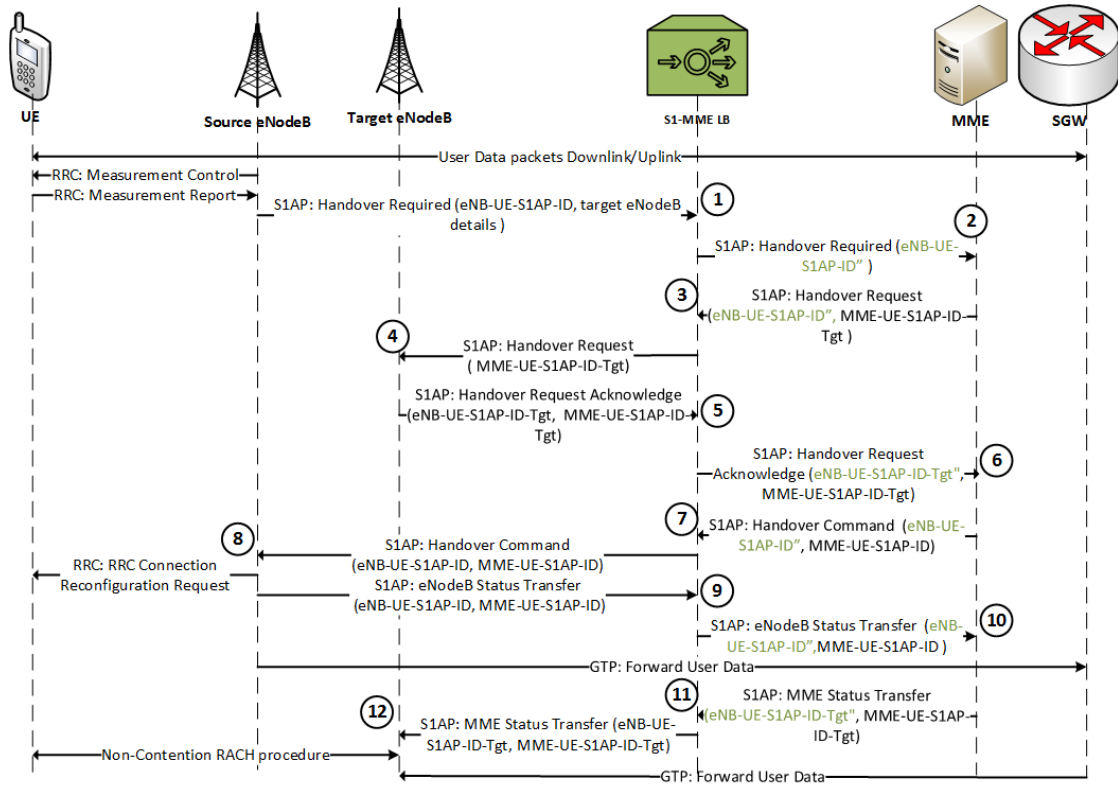 UE
Source eNodeB
Target eNodeB
S1-MME LB
MME
SGW
User Data packets Downlink/Uplink
RRC: Measurement Control
RRC: Measurement Report
S1AP: Handover Required (eNB-UE-S1AP-ID, target eNodeB
details )
1
2
S1AP: Handover Required (eNB-UE-
S1AP-ID” )
3
S1AP: Handover Request
(eNB-UE-S1AP-ID”, MME-UE-S1AP-ID-
Tgt )
4
S1AP: Handover Request
( MME-UE-S1AP-ID-Tgt)
S1AP: Handover Request Acknowledge
(eNB-UE-S1AP-ID-Tgt, MME-UE-S1AP-ID-
Tgt)
5
S1AP: Handover Request
Acknowledge (eNB-UE-S1AP-ID-Tgt",
MME-UE-S1AP-ID-Tgt)
6
7
S1AP: Handover Command (eNB-UE-
S1AP-ID”, MME-UE-S1AP-ID)
8
S1AP: Handover Command
(eNB-UE-S1AP-ID, MME-UE-S1AP-ID)
RRC: RRC Connection
Reconfiguration Request
S1AP: eNodeB Status Transfer
(eNB-UE-S1AP-ID, MME-UE-S1AP-ID)
9
S1AP: eNodeB Status Transfer (eNB-
UE-S1AP-ID”,MME-UE-S1AP-ID )
10
GTP: Forward User Data
11
S1AP: MME Status Transfer
(eNB-UE-S1AP-ID-Tgt", MME-UE-S1AP-
ID-Tgt)
12
S1AP: MME Status Transfer (eNB-UE-
S1AP-ID-Tgt, MME-UE-S1AP-ID-Tgt)
Non-Contention RACH procedure
GTP: Forward User Data